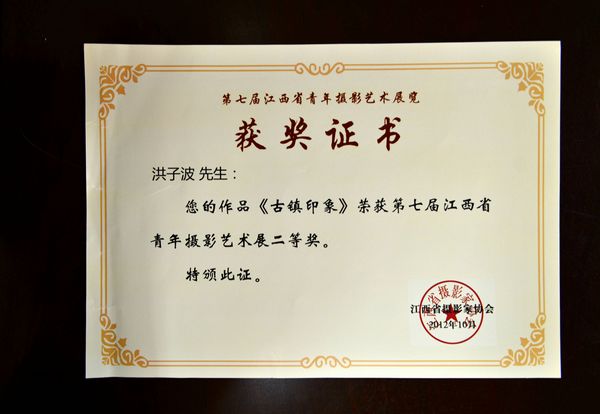 第七届江西省青年摄影艺术展览
获奖证书
洪子波 先生：
您的作品《古镇印象》荣获第七届江西省
青年摄影艺术展二等奖。
特颁此证。
江西省摄影家协会
2012年10月